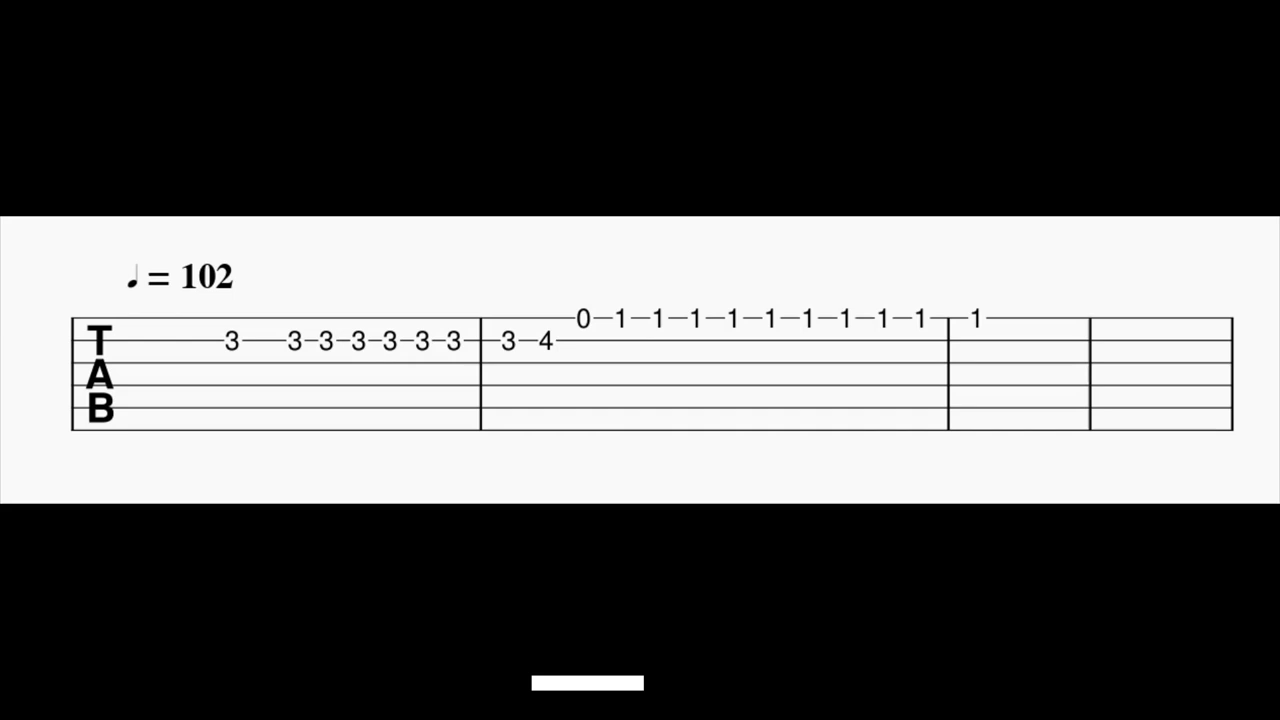 ♩ = 102
0 1 1 1 1 1 1 1 1 1 1
T 3 3 3 3 3 3 3 3 4
A
B